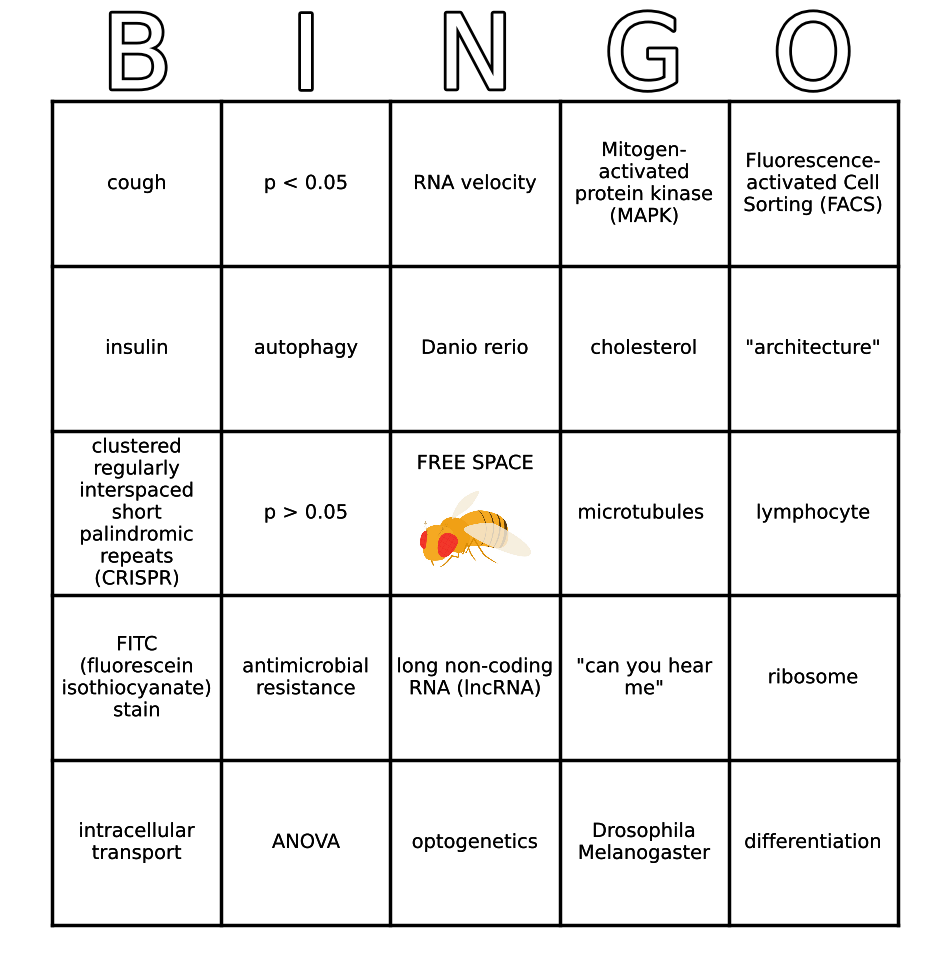 B I N G O
cough
p < 0.05
RNA velocity
Mitogen-
activated
protein kinase
(MAPK)
Fluorescence-
activated Cell
Sorting (FACS)
insulin
autophagy
Danio rerio
cholesterol
"architecture"
clustered
regularly
interspaced
short
palindromic
repeats
(CRISPR)
p > 0.05
FREE SPACE
microtubules
lymphocyte
FITC
(fluorescein
isothiocyanate)
stain
antimicrobial
resistance
long non-coding
RNA (lncRNA)
"can you hear
me"
ribosome
intracellular
transport
ANOVA
optogenetics
Drosophila
Melanogaster
differentiation